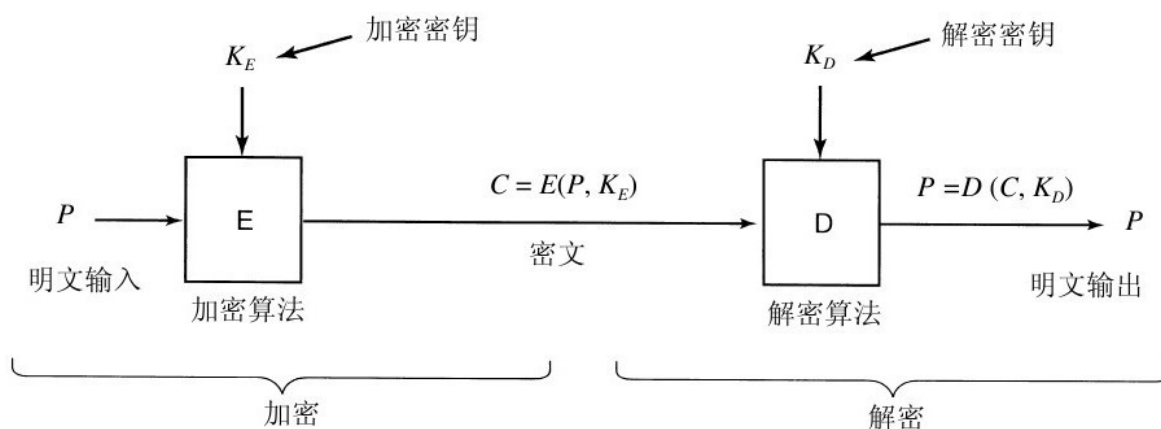 加密密钥
解密密钥
K_E
K_D
C = E(P, K_E)
P = D (C, K_D)
P
E
D
P
密文
明文输入
明文输出
加密算法
解密算法
加密
解密